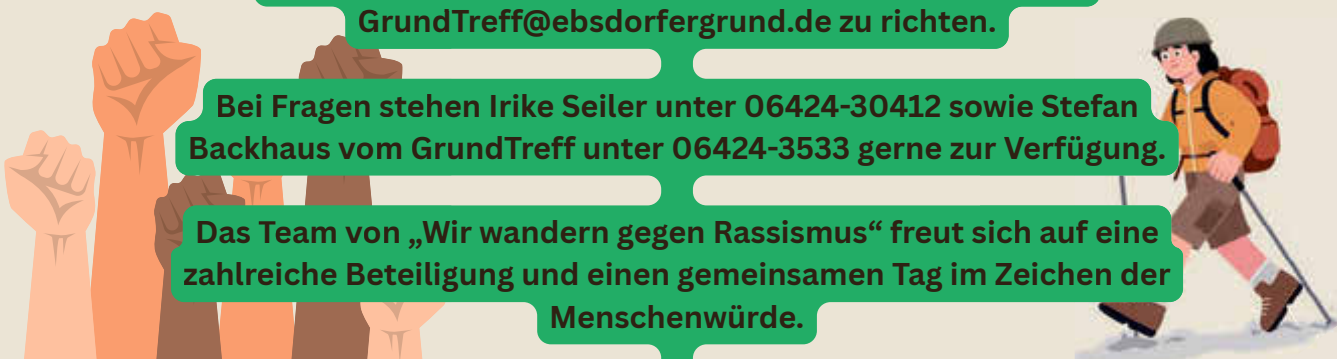 GrundTreff@ebsdorfergrund.de zu richten.
Bei Fragen stehen Irike Seiler unter 06424-30412 sowie Stefan
Backhaus vom GrundTreff unter 06424-3533 gerne zur Verfügung.
Das Team von „Wir wandern gegen Rassismus“ freut sich auf eine
zahlreiche Beteiligung und einen gemeinsamen Tag im Zeichen der
Menschenwürde.